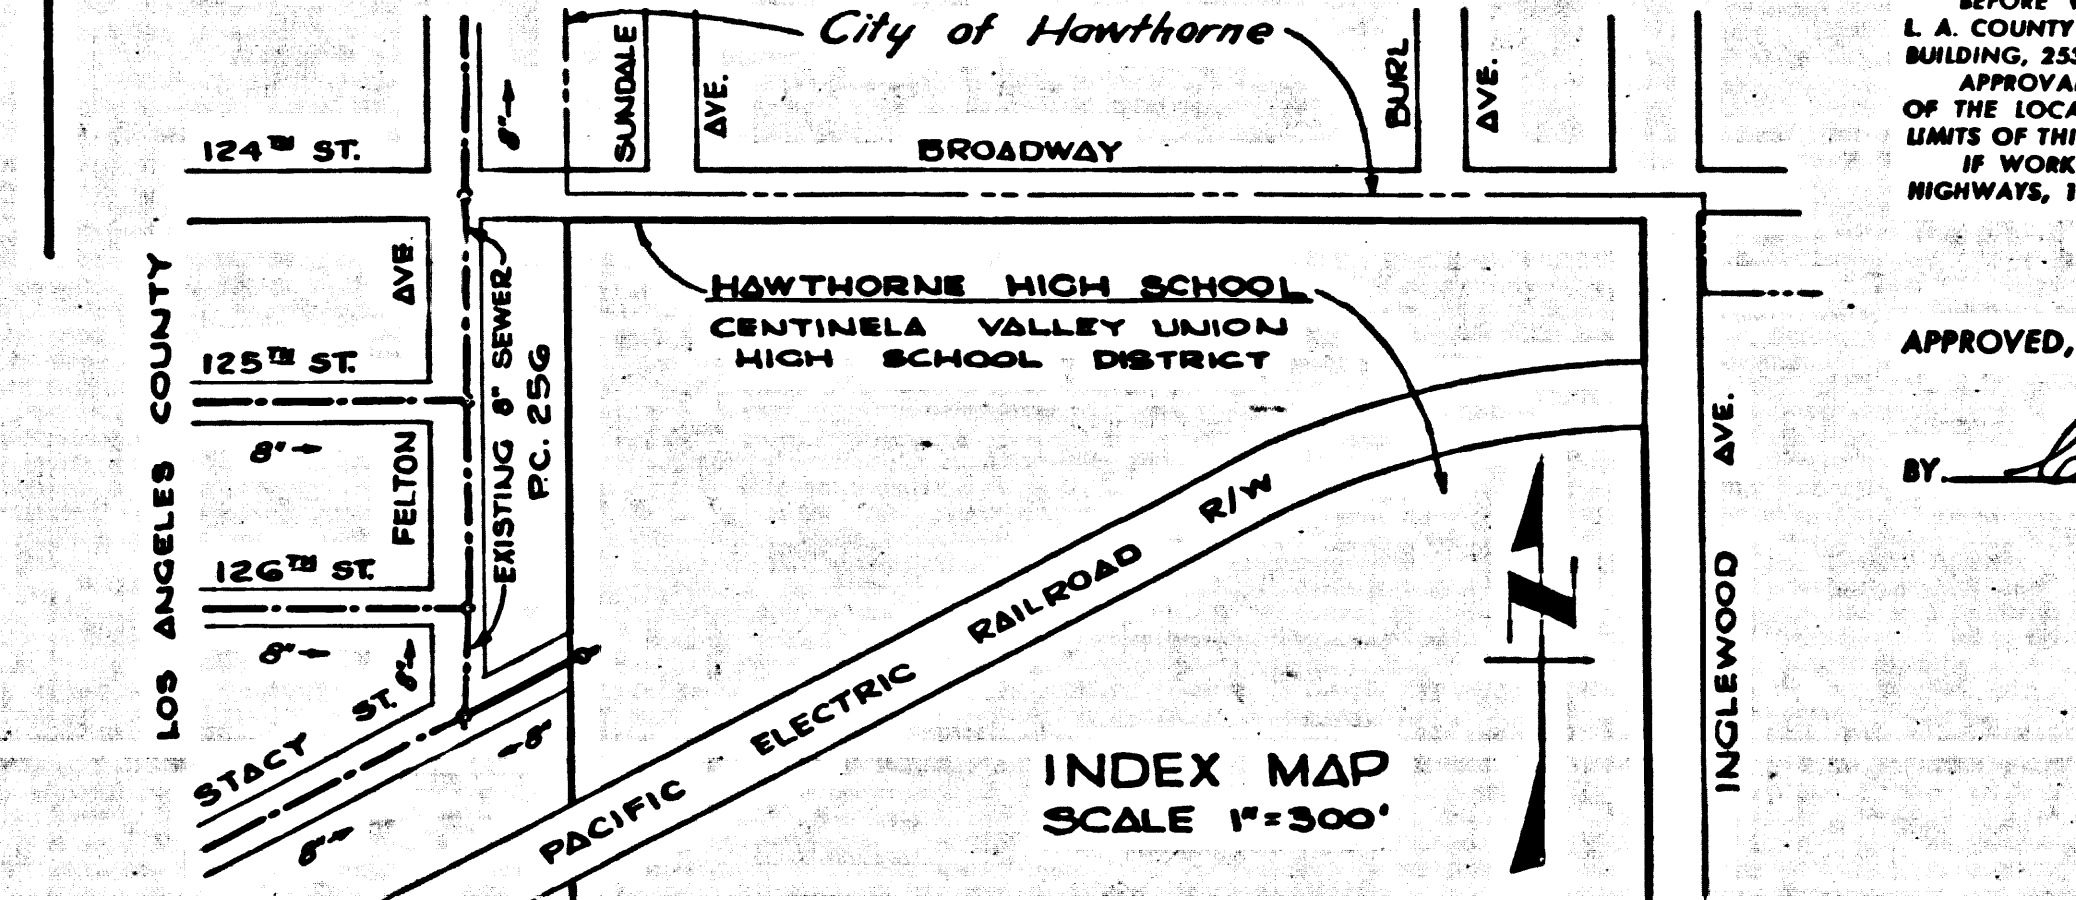 City of Hawthorne
SUNDALE AVE.
BURL AVE.
8"
124TH ST.
BROADWAY
LOS ANGELES COUNTY
FELTON AVE
EXISTING 8" SEWER
P.C. 256
HAWTHORNE HIGH SCHOOL
CENTINELA VALLEY UNION
HIGH SCHOOL DISTRICT
125TH ST.
8"
126TH ST.
8"
8"
STACY ST.
8"
8"
PACIFIC ELECTRIC RAILROAD R/W
N
INGLEWOOD AVE.
INDEX MAP
SCALE 1"=300'
BEFORE
L. A. COUNTY
BUILDING, 253
APPROVA
OF THE LOCA
LIMITS OF THI
IF WORK
HIGHWAYS, 1
APPROVED,
BY